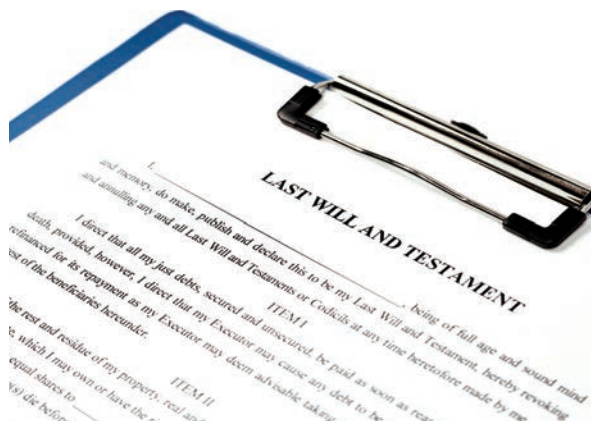 LAST WILL AND TESTAMENT
I, , being of full age and sound mind
and memory, do make, publish and declare this to be my Last Will and Testament, hereby revoking
and annulling any and all Last Will and Testaments or Codicils at any time heretofore made by me
ITEM I
I direct that all my just debts, secured and unsecured, be paid as soon as
death, provided, however, I direct that my Executor may cause any debt to be
refinanced for its repayment as my Executor may deem advisable taking
of the beneficiaries hereunder.
ITEM II
the rest and residue of my property, real and
which I may own or have the
equal shares to
die before